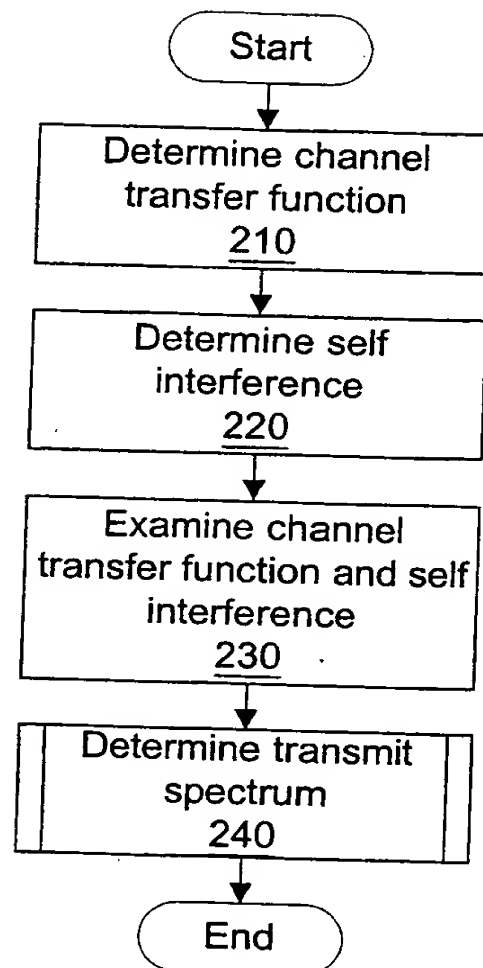 Start
Determine channel
transfer function
210
Determine self
interference
220
Examine channel
transfer function and self
interference
230
Determine transmit
spectrum
240
End